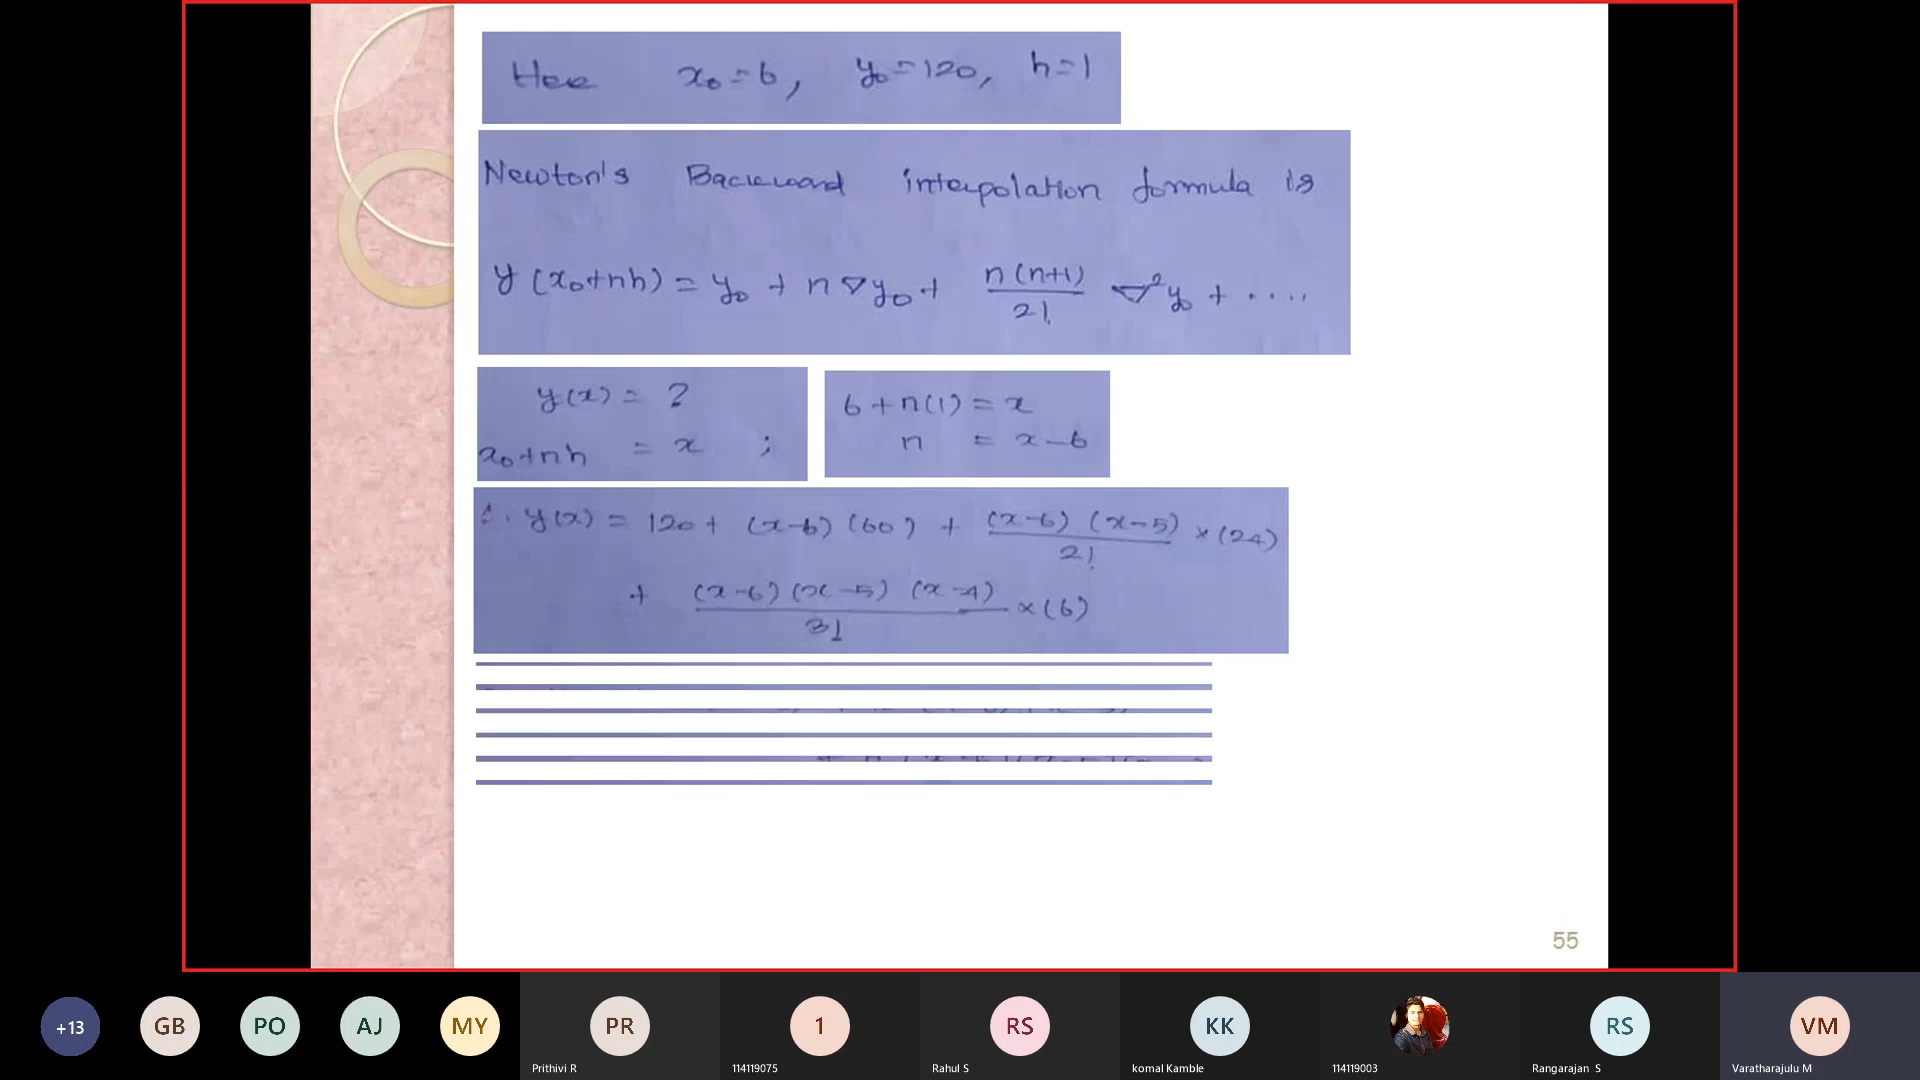 Hee x₀=6, y₀=120, h=1
Newton's Backward interpolation formula is
y(x₀+nh) = y₀ + n∇y₀ + n(n+1)/2! ∇²y₀ + ....
y(x) = ?
x₀+nh = x ;
6+n(1) = x
n = x-6
∴ y(x) = 120 + (x-6)(60) + (x-6)(x-5)/2! × (24)
+ (x-6)(x-5)(x-4)/3! × (6)
55
+13
GB
PO
AJ
MY
PR
1
RS
KK
RS
VM
Prithivi R
114119075
Rahul S
komal Kamble
114119003
Rangarajan S
Varatharajulu M